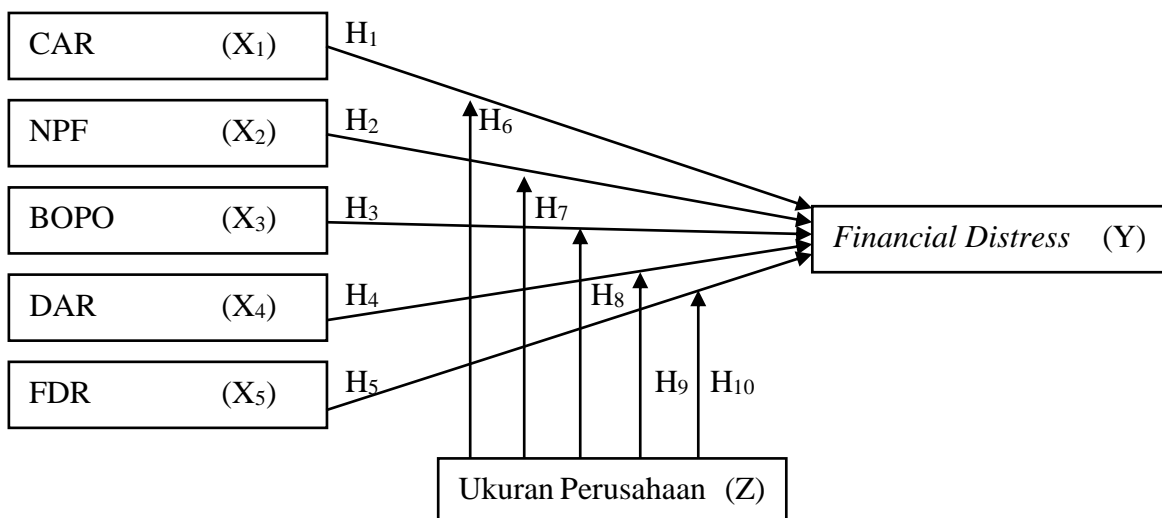 CAR (X₁)
H₁
NPF (X₂)
H₂
H₆
BOPO (X₃)
H₃
H₇
Financial Distress (Y)
DAR (X₄)
H₄
H₈
FDR (X₅)
H₅
H₉
H₁₀
Ukuran Perusahaan (Z)